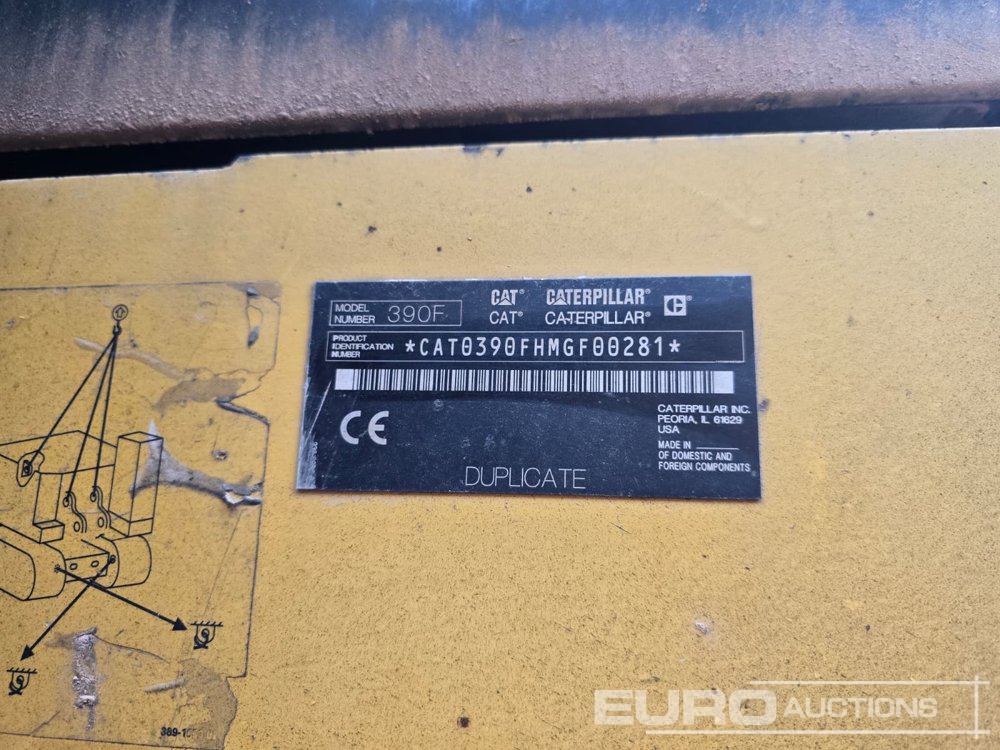 MODEL NUMBER 390F
CAT® CATERPILLAR®
CAT® CATERPILLAR®
PRODUCT IDENTIFICATION NUMBER *CAT0390FHMGF00281*
CE
CATERPILLAR INC.
PEORIA, IL 61629
USA
MADE IN
OF DOMESTIC AND
FOREIGN COMPONENTS
DUPLICATE
EURO AUCTIONS